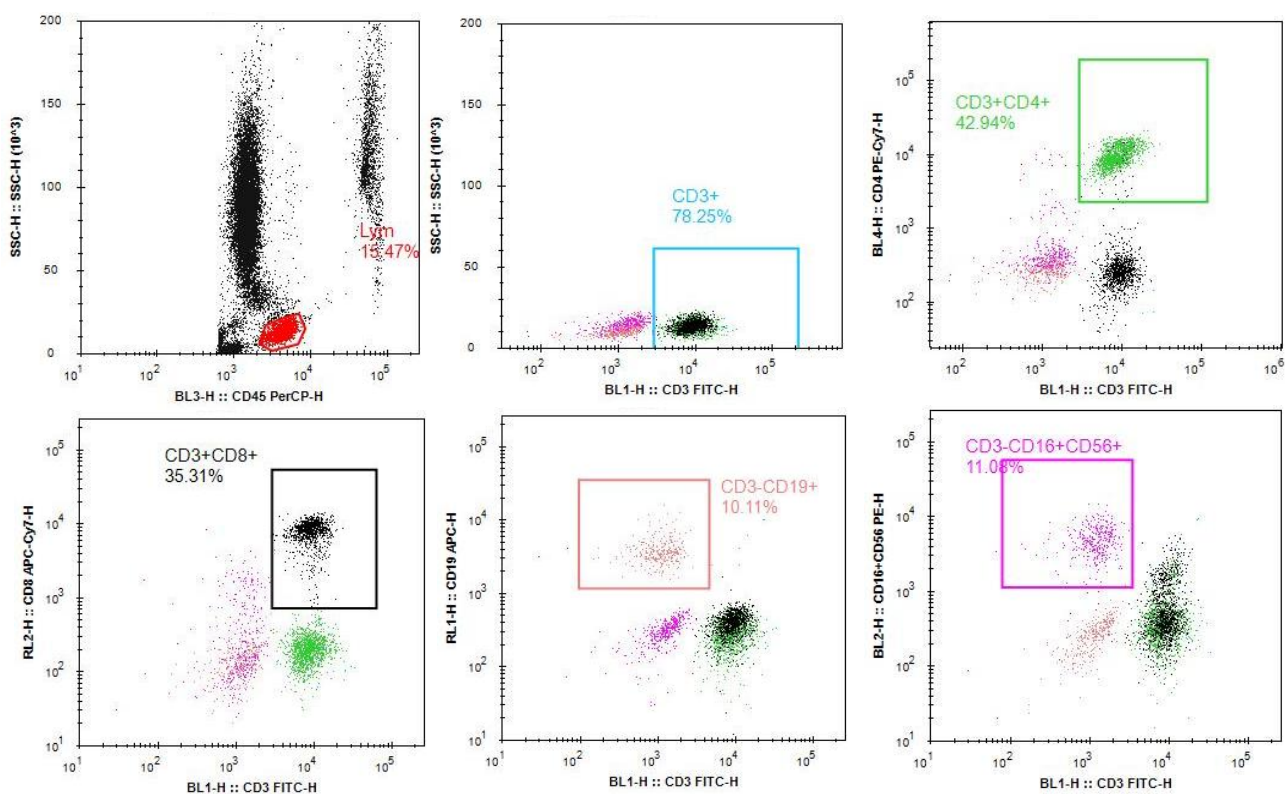 200
150
100
50
0
SSC-H :: SSC-H (10^3)
Lym
15.47%
10^1 10^2 10^3 10^4 10^5
BL3-H :: CD45 PerCP-H
200
150
100
50
0
SSC-H :: SSC-H (10^3)
CD3+
78.25%
10^2 10^3 10^4 10^5
BL1-H :: CD3 FITC-H
10^5
10^4
10^3
10^2
BL4-H :: CD4 PE-Cy7-H
CD3+CD4+
42.94%
10^2 10^3 10^4 10^5 10^6
BL1-H :: CD3 FITC-H
10^5
10^4
10^3
10^2
10^1
RL2-H :: CD8 APC-Cy7-H
CD3+CD8+
35.31%
10^1 10^2 10^3 10^4 10^5
BL1-H :: CD3 FITC-H
10^5
10^4
10^3
10^2
10^1
RL1-H :: CD19 APC-H
CD3-CD19+
10.11%
10^1 10^2 10^3 10^4 10^5
BL1-H :: CD3 FITC-H
10^5
10^4
10^3
10^2
10^1
BL2-H :: CD16+CD56 PE-H
CD3-CD16+CD56+
11.08%
10^1 10^2 10^3 10^4 10^5
BL1-H :: CD3 FITC-H